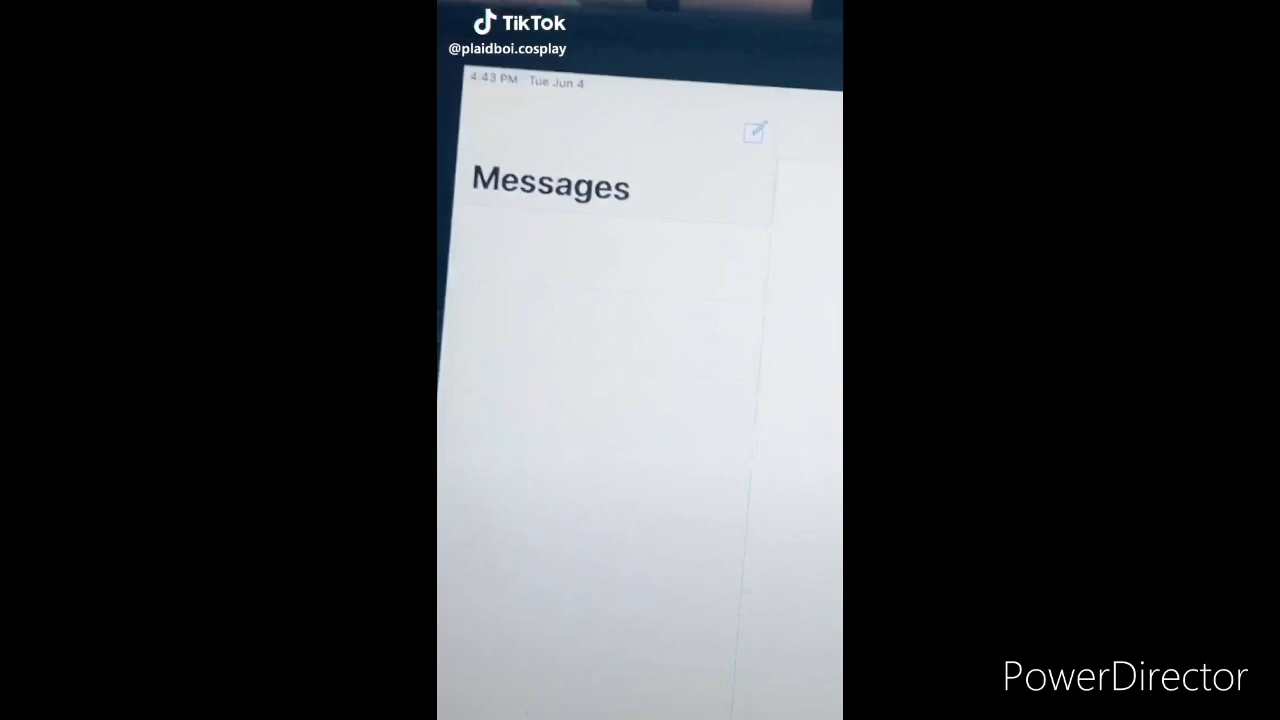 TikTok
@plaidboi.cosplay
4:43 PM Tue Jun 4
Messages
PowerDirector